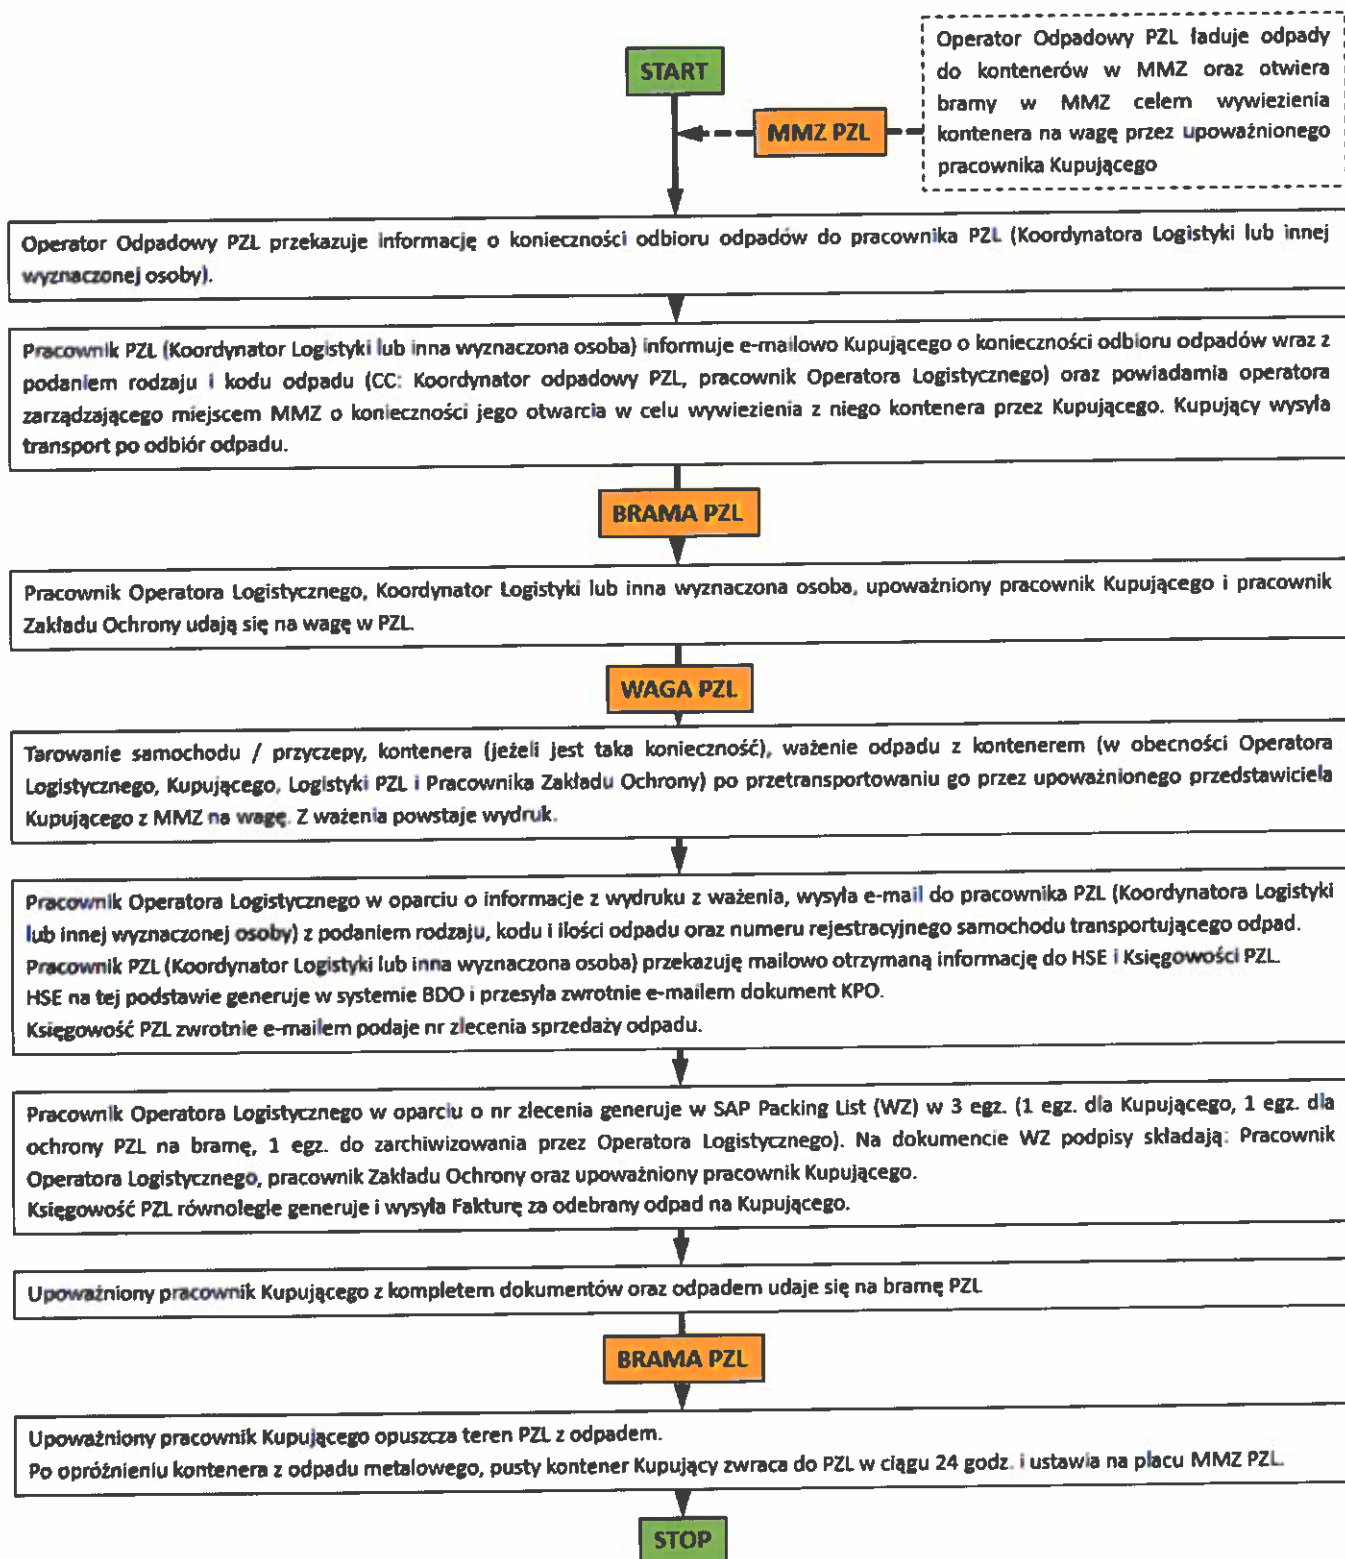 START
Operator Odpadowy PZL ładuje odpady
do kontenerów w MMZ oraz otwiera
bramy w MMZ celem wywiezienia
kontenera na wagę przez upoważnionego
pracownika Kupującego
MMZ PZL
Operator Odpadowy PZL przekazuje informację o konieczności odbioru odpadów do pracownika PZL (Koordynatora Logistyki lub innej
wyznaczonej osoby).
Pracownik PZL (Koordynator Logistyki lub inna wyznaczona osoba) informuje e-mailowo Kupującego o konieczności odbioru odpadów wraz z
podaniem rodzaju i kodu odpadu (CC: Koordynator odpadowy PZL, pracownik Operatora Logistycznego) oraz powiadamia operatora
zarządzającego miejscem MMZ o konieczności jego otwarcia w celu wywiezienia z niego kontenera przez Kupującego. Kupujący wysyła
transport po odbiór odpadu.
BRAMA PZL
Pracownik Operatora Logistycznego, Koordynator Logistyki lub inna wyznaczona osoba, upoważniony pracownik Kupującego i pracownik
Zakładu Ochrony udają się na wagę w PZL.
WAGA PZL
Tarowanie samochodu / przyczepy, kontenera (jeżeli jest taka konieczność), ważenie odpadu z kontenerem (w obecności Operatora
Logistycznego, Kupującego, Logistyki PZL i Pracownika Zakładu Ochrony) po przetransportowaniu go przez upoważnionego przedstawiciela
Kupującego z MMZ na wagę. Z ważenia powstaje wydruk.
Pracownik Operatora Logistycznego w oparciu o informacje z wydruku z ważenia, wysyła e-mail do pracownika PZL (Koordynatora Logistyki
lub innej wyznaczonej osoby) z podaniem rodzaju, kodu i ilości odpadu oraz numeru rejestracyjnego samochodu transportującego odpad.
Pracownik PZL (Koordynator Logistyki lub inna wyznaczona osoba) przekazuję mailowo otrzymaną informację do HSE i Księgowości PZL.
HSE na tej podstawie generuje w systemie BDO i przesyła zwrotnie e-mailem dokument KPO.
Księgowość PZL zwrotnie e-mailem podaje nr zlecenia sprzedaży odpadu.
Pracownik Operatora Logistycznego w oparciu o nr zlecenia generuje w SAP Packing List (WZ) w 3 egz. (1 egz. dla Kupującego, 1 egz. dla
ochrony PZL na bramę, 1 egz. do zarchiwizowania przez Operatora Logistycznego). Na dokumencie WZ podpisy składają: Pracownik
Operatora Logistycznego, pracownik Zakładu Ochrony oraz upoważniony pracownik Kupującego.
Księgowość PZL równolegle generuje i wysyła Fakturę za odebrany odpad na Kupującego.
Upoważniony pracownik Kupującego z kompletem dokumentów oraz odpadem udaje się na bramę PZL
BRAMA PZL
Upoważniony pracownik Kupującego opuszcza teren PZL z odpadem.
Po opróżnieniu kontenera z odpadu metalowego, pusty kontener Kupujący zwraca do PZL w ciągu 24 godz. i ustawia na placu MMZ PZL.
STOP